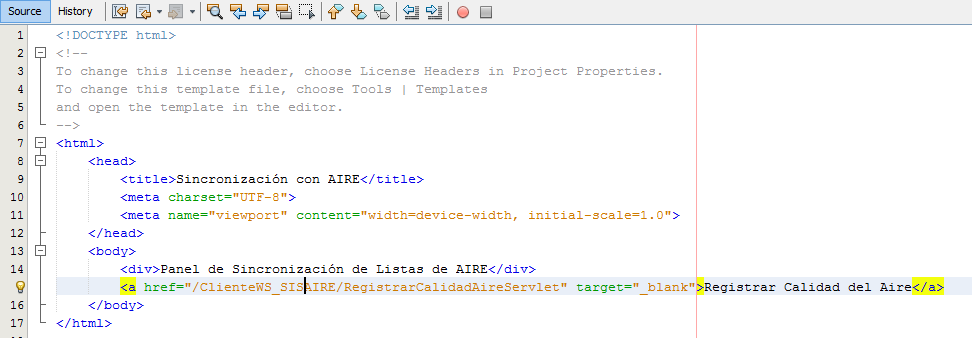 Source History
1 <!DOCTYPE html>
2 <!--
3 To change this license header, choose License Headers in Project Properties.
4 To change this template file, choose Tools | Templates
5 and open the template in the editor.
6 -->
7 <html>
8 <head>
9 <title>Sincronización con AIRE</title>
10 <meta charset="UTF-8">
11 <meta name="viewport" content="width=device-width, initial-scale=1.0">
12 </head>
13 <body>
14 <div>Panel de Sincronización de Listas de AIRE</div>
<a href="/ClienteWS_SISAIRE/RegistrarCalidadAireServlet" target="_blank">Registrar Calidad del Aire</a>
16 </body>
17 </html>